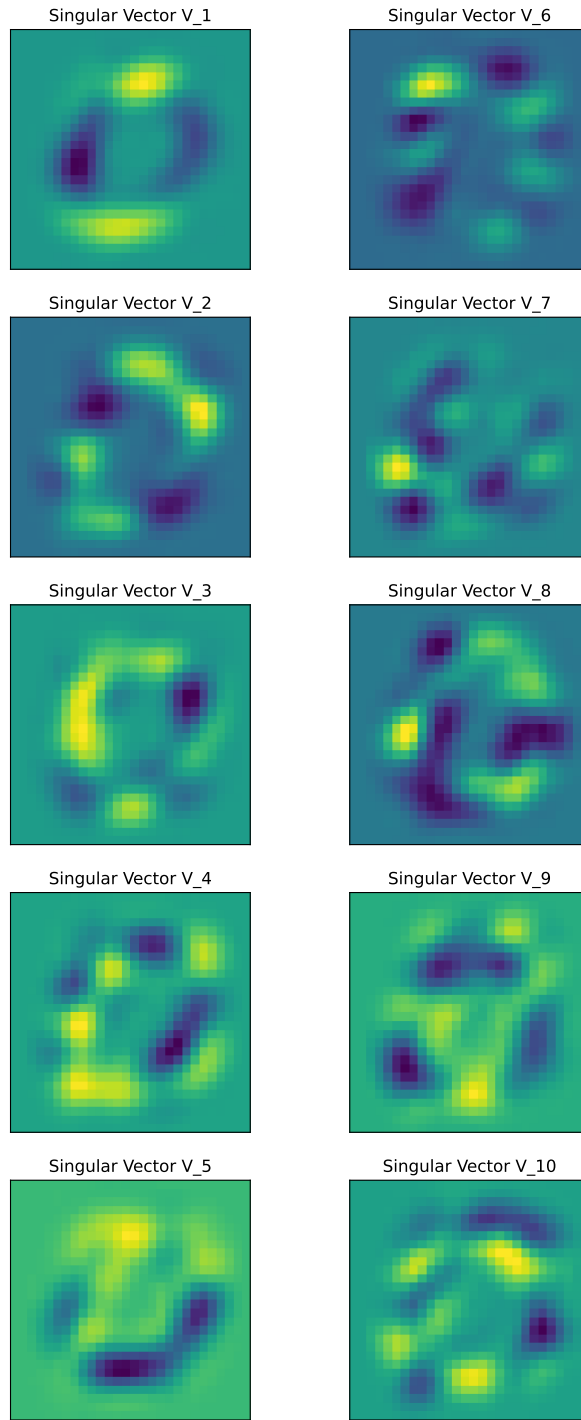 Singular Vector V_1
Singular Vector V_6
Singular Vector V_2
Singular Vector V_7
Singular Vector V_3
Singular Vector V_8
Singular Vector V_4
Singular Vector V_9
Singular Vector V_5
Singular Vector V_10